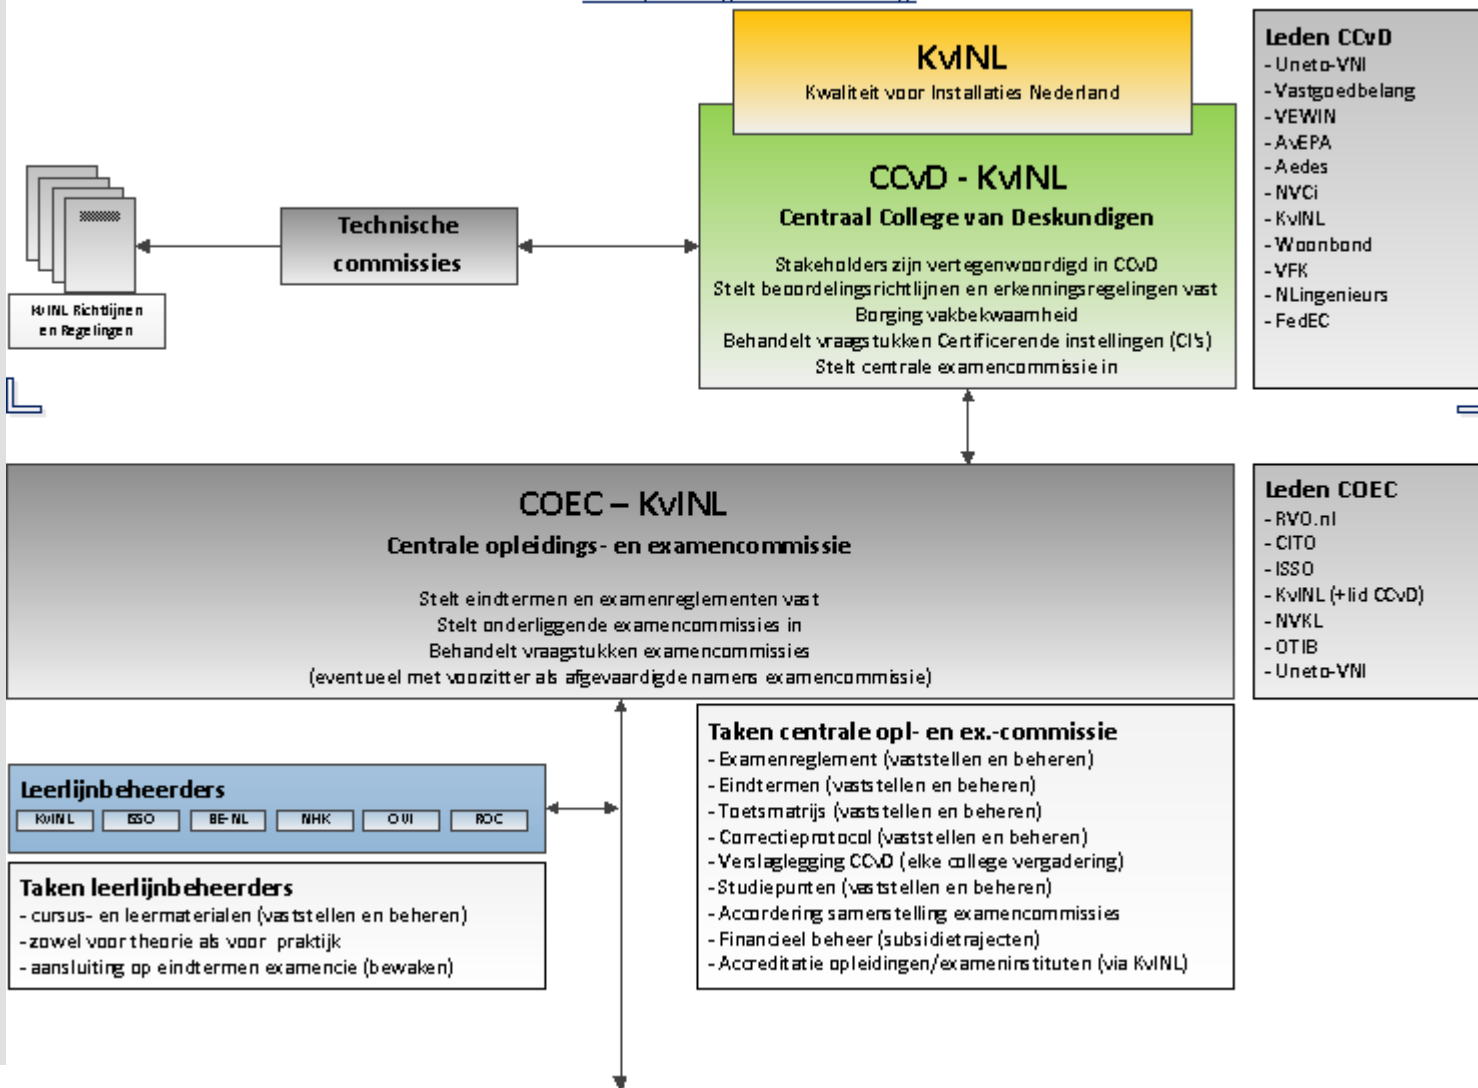 KvINL
Kwaliteit voor Installaties Nederland
CCvD - KvINL
Centraal College van Deskundigen
Stakeholders zijn vertegenwoordigd in CCvD
Stelt beoordelingsrichtlijnen en erkenningsregelingen vast
Borging vakbekwaamheid
Behandelt vraagstukken Certificerende instellingen (CI's)
Stelt centrale examencommissie in
Leden CCvD
- Uneto-VNI
- Vastgoedbelang
- VEWIN
- AvEPA
- Aedes
- NVCi
- KvINL
- Woonbond
- VFK
- NLingenieurs
- FedEC
Technische
commissies
KvINL Richtlijnen
en Regelingen
COEC – KvINL
Centrale opleidings- en examencommissie
Stelt eindtermen en examenreglementen vast
Stelt onderliggende examencommissies in
Behandelt vraagstukken examencommissies
(eventueel met voorzitter als afgevaardigde namens examencommissie)
Leden COEC
- RVO.nl
- CITO
- ISSO
- KvINL (+lid CCvD)
- NVKL
- OTIB
- Uneto-VNI
Leerlijnbeheerders
KvINL ISSO BE-NL NHK OVI ROC
Taken leerlijnbeheerders
- cursus- en leermaterialen (vaststellen en beheren)
- zowel voor theorie als voor praktijk
- aansluiting op eindtermen examencie (bewaken)
Taken centrale opl- en ex.-commissie
- Examenreglement (vaststellen en beheren)
- Eindtermen (vaststellen en beheren)
- Toetsmatrijs (vaststellen en beheren)
- Correctieprotocol (vaststellen en beheren)
- Verslaglegging CCvD (elke college vergadering)
- Studiepunten (vaststellen en beheren)
- Accordering samenstelling examencommissies
- Financieel beheer (subsidietrajecten)
- Accreditatie opleidingen/exameninstituten (via KvINL)